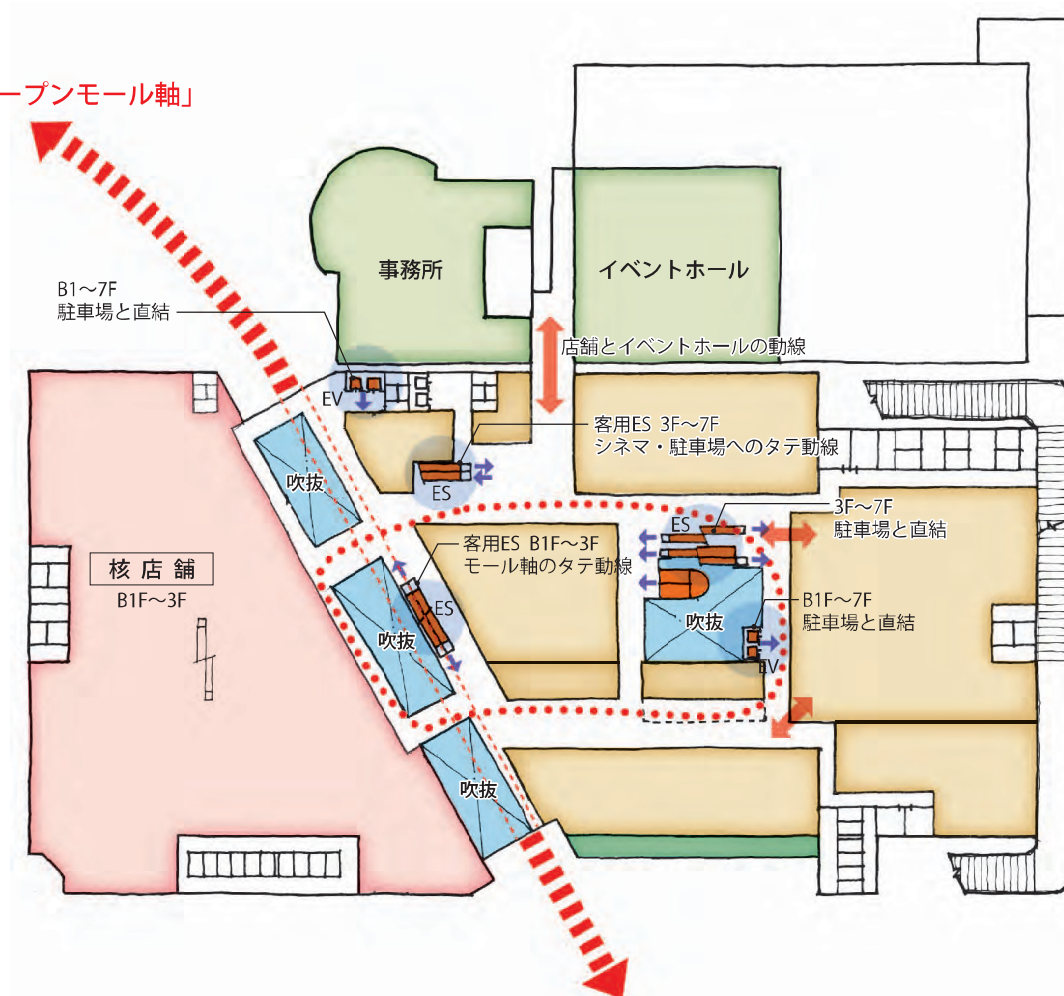 ープンモール軸」
事務所
イベントホール
B1～7F
駐車場と直結
店舗とイベントホールの動線
EV
客用ES 3F～7F
シネマ・駐車場へのタテ動線
吹抜
ES
ES
3F～7F
駐車場と直結
客用ES B1F～3F
モール軸のタテ動線
核店舗
B1F～3F
ES
B1F～7F
駐車場と直結
吹抜
吹抜
EV
吹抜